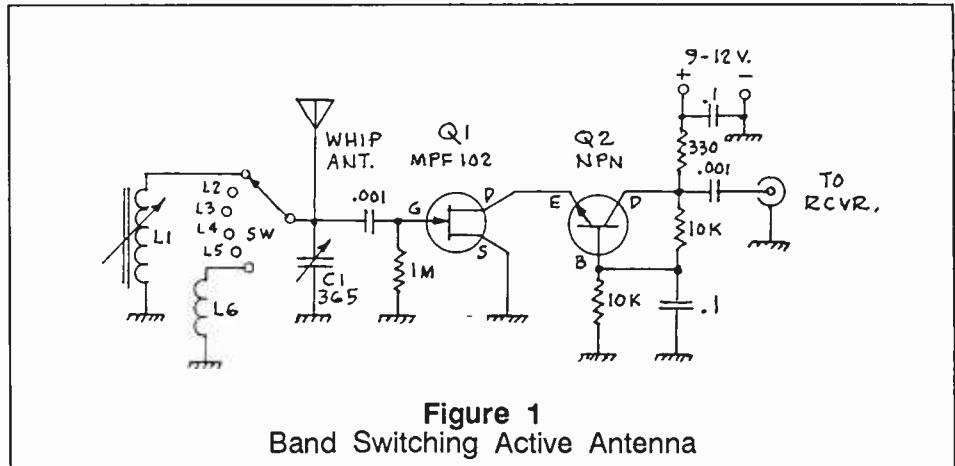 9-12 V.
+ −
.1
WHIP
ANT.
Q1
MPF102
Q2
NPN
330
.001
TO
RCVR.
L2
L3
L4
L5
SW
L1
L6
.001
G
D
S
E
D
B
C1
365
1M
10K
10K
.1
Figure 1
Band Switching Active Antenna